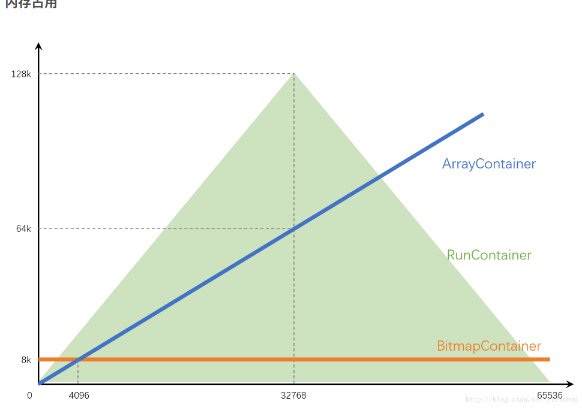 内存占用
128k
ArrayContainer
64k
RunContainer
BitmapContainer
8k
0 4096 32768 65536